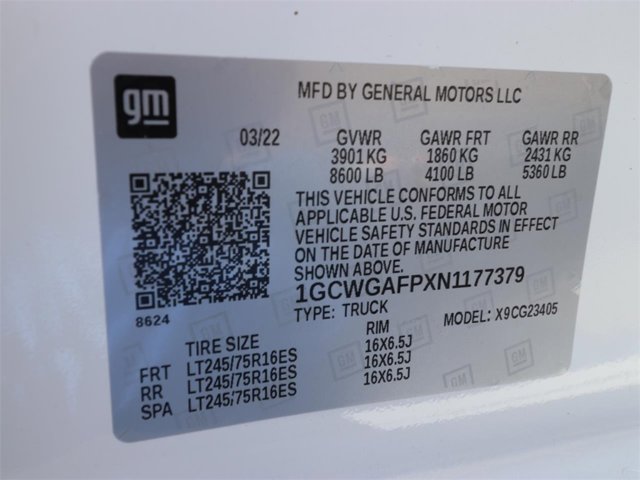 gm
MFD BY GENERAL MOTORS LLC
03/22 GVWR GAWR FRT GAWR RR
3901 KG 1860 KG 2431 KG
8600 LB 4100 LB 5360 LB
THIS VEHICLE CONFORMS TO ALL
APPLICABLE U.S. FEDERAL MOTOR
VEHICLE SAFETY STANDARDS IN EFFECT
ON THE DATE OF MANUFACTURE
SHOWN ABOVE.
1GCWGAFPXN1177379
8624
TYPE: TRUCK MODEL: X9CG23405
TIRE SIZE RIM
FRT LT245/75R16ES 16X6.5J
RR LT245/75R16ES 16X6.5J
SPA LT245/75R16ES 16X6.5J